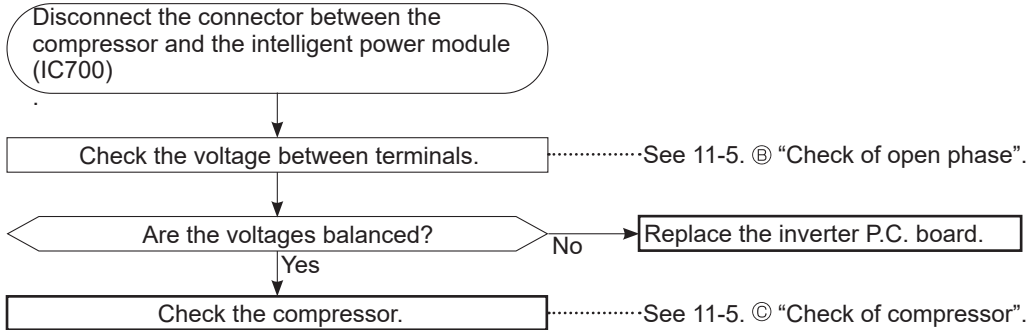 Disconnect the connector between the
compressor and the intelligent power module
(IC700)
.
Check the voltage between terminals.
See 11-5. Ⓑ “Check of open phase”.
Are the voltages balanced?
No
Replace the inverter P.C. board.
Yes
Check the compressor.
See 11-5. Ⓒ “Check of compressor”.